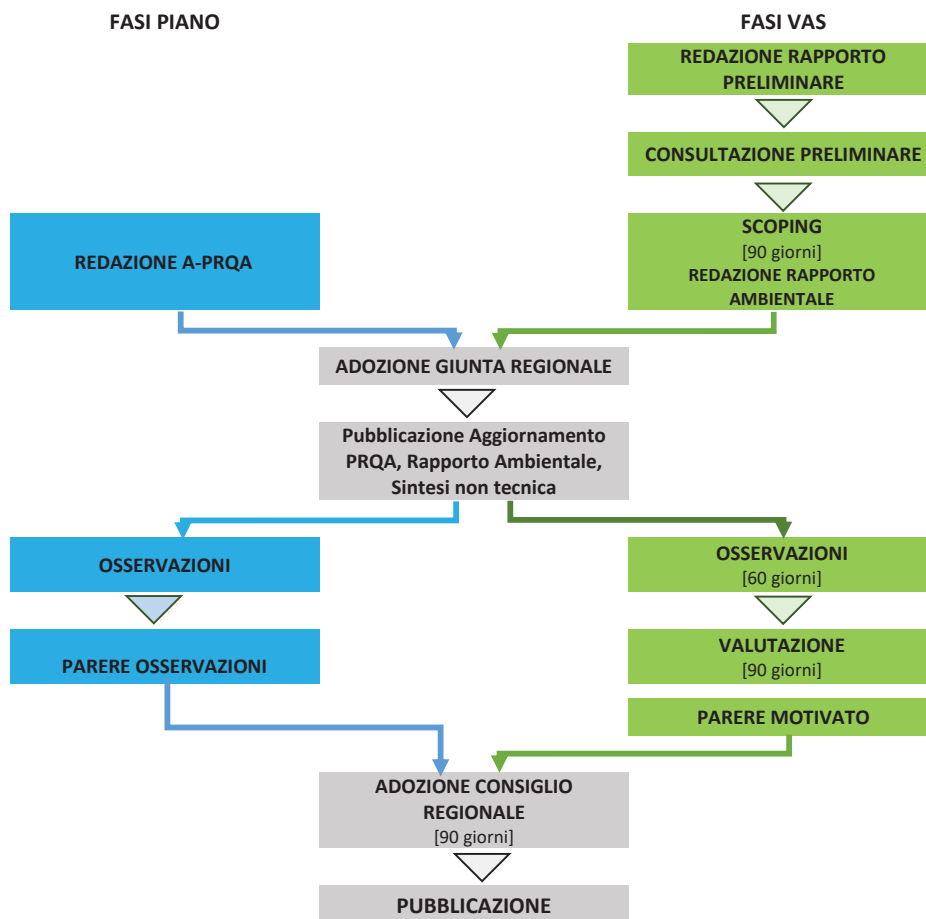 FASI PIANO
FASI VAS
REDAZIONE RAPPORTO
PRELIMINARE
CONSULTAZIONE PRELIMINARE
REDAZIONE A-PRQA
SCOPING
[90 giorni]
REDAZIONE RAPPORTO
AMBIENTALE
ADOZIONE GIUNTA REGIONALE
Pubblicazione Aggiornamento
PRQA, Rapporto Ambientale,
Sintesi non tecnica
OSSERVAZIONI
OSSERVAZIONI
[60 giorni]
PARERE OSSERVAZIONI
VALUTAZIONE
[90 giorni]
PARERE MOTIVATO
ADOZIONE CONSIGLIO
REGIONALE
[90 giorni]
PUBBLICAZIONE